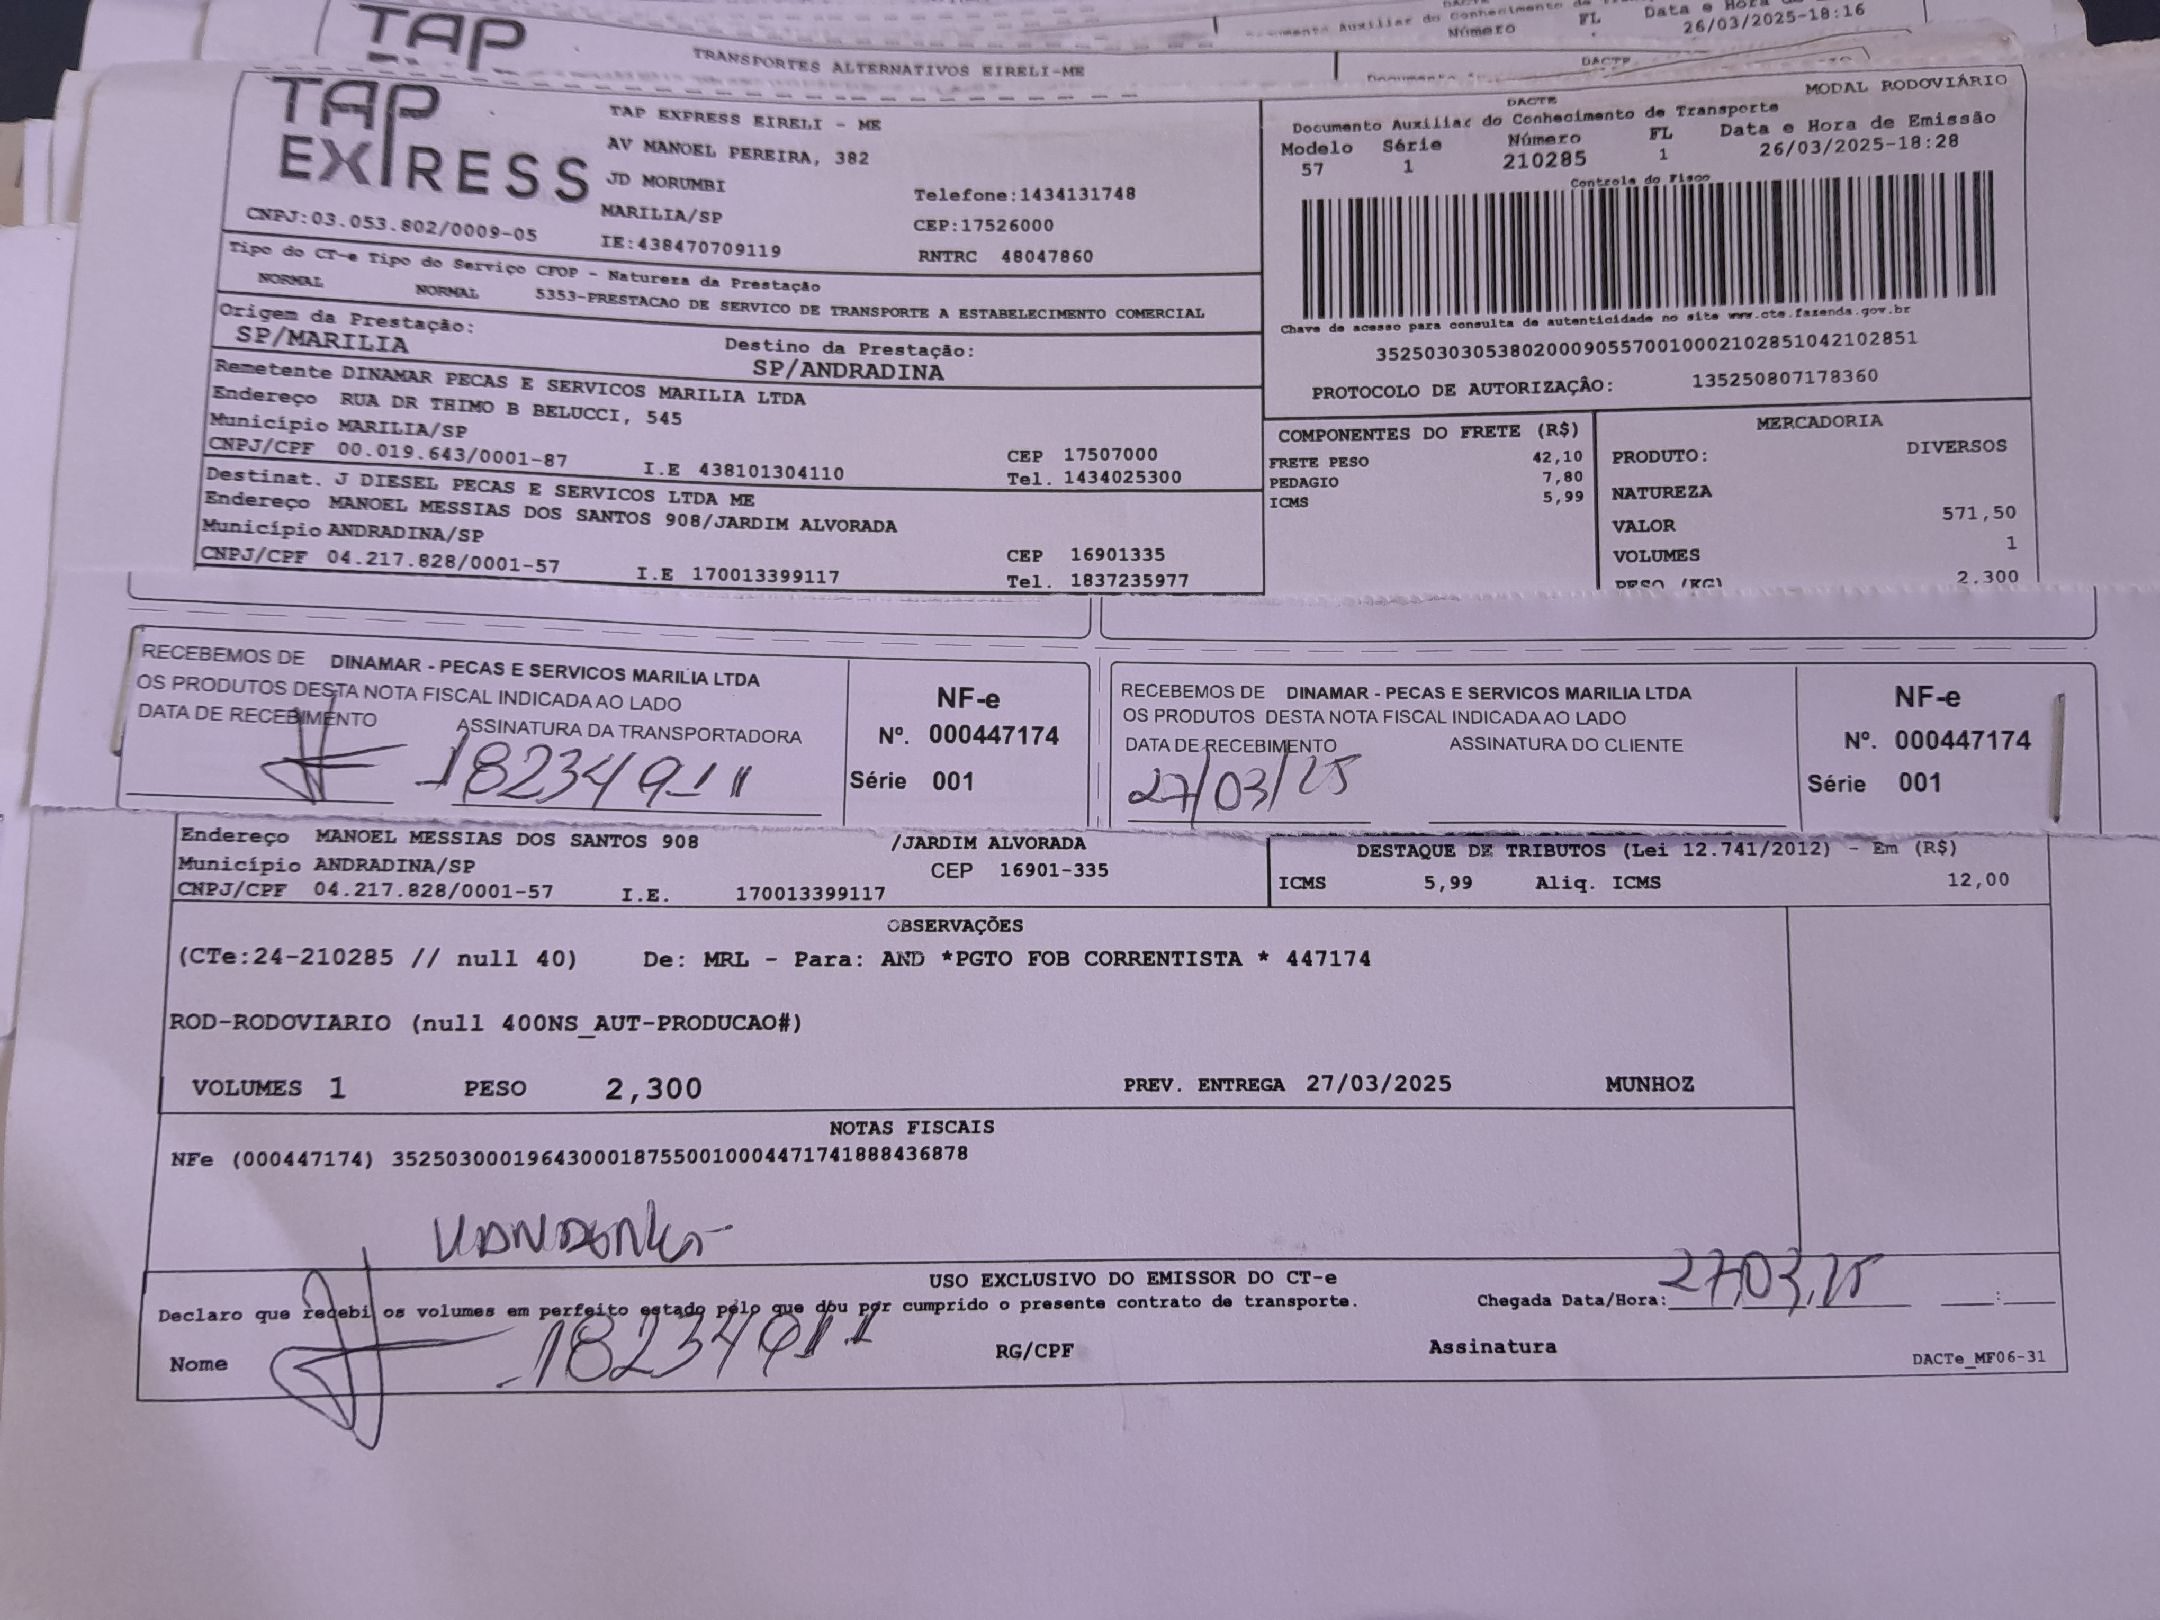 TAP
TRANSPORTES ALTERNATIVOS EIRELI-ME
Número FL Data e Hora
26/03/2025-18:16
DACTE
TAP
EXPRESS
CNPJ:03.053.802/0009-05
TAP EXPRESS EIRELI - ME
AV MANOEL PEREIRA, 382
JD MORUMBI
MARILIA/SP
IE:438470709119
Telefone:1434131748
CEP:17526000
RNTRC 48047860
MODAL RODOVIÁRIO
DACTE
Documento Auxiliar do Conhecimento de Transporte
Modelo Série Número FL Data e Hora de Emissão
57 1 210285 1 26/03/2025-18:28
Controle do Fisco
Chave de acesso para consulta de autenticidade no site www.cte.fazenda.gov.br
35250303053802000905570010002102851042102851
PROTOCOLO DE AUTORIZAÇÃO: 135250807178360
Tipo do CT-e Tipo do Serviço CFOP - Natureza da Prestação
NORMAL NORMAL 5353-PRESTACAO DE SERVICO DE TRANSPORTE A ESTABELECIMENTO COMERCIAL
Origem da Prestação:
SP/MARILIA
Destino da Prestação:
SP/ANDRADINA
Remetente DINAMAR PECAS E SERVICOS MARILIA LTDA
Endereço RUA DR THIMO B BELUCCI, 545
Município MARILIA/SP
CNPJ/CPF 00.019.643/0001-87 I.E 438101304110
CEP 17507000
Tel. 1434025300
Destinat. J DIESEL PECAS E SERVICOS LTDA ME
Endereço MANOEL MESSIAS DOS SANTOS 908/JARDIM ALVORADA
Município ANDRADINA/SP
CNPJ/CPF 04.217.828/0001-57 I.E 170013399117
CEP 16901335
Tel. 1837235977
COMPONENTES DO FRETE (R$)
FRETE PESO 42,10
PEDAGIO 7,80
ICMS 5,99
MERCADORIA
PRODUTO: DIVERSOS
NATUREZA
VALOR 571,50
VOLUMES 1
PESO (KG) 2.300
RECEBEMOS DE DINAMAR - PECAS E SERVICOS MARILIA LTDA
OS PRODUTOS DESTA NOTA FISCAL INDICADA AO LADO
DATA DE RECEBIMENTO ASSINATURA DA TRANSPORTADORA
NF-e
Nº. 000447174
Série 001
RECEBEMOS DE DINAMAR - PECAS E SERVICOS MARILIA LTDA
OS PRODUTOS DESTA NOTA FISCAL INDICADA AO LADO
DATA DE RECEBIMENTO ASSINATURA DO CLIENTE
27/03/25
NF-e
Nº. 000447174
Série 001
Endereço MANOEL MESSIAS DOS SANTOS 908 /JARDIM ALVORADA
Município ANDRADINA/SP CEP 16901-335
CNPJ/CPF 04.217.828/0001-57 I.E. 170013399117
DESTAQUE DE TRIBUTOS (Lei 12.741/2012) - Em (R$)
ICMS 5,99 Aliq. ICMS 12,00
OBSERVAÇÕES
(CTe:24-210285 // null 40) De: MRL - Para: AND *PGTO FOB CORRENTISTA * 447174
ROD-RODOVIARIO (null 400NS_AUT-PRODUCAO#)
VOLUMES 1 PESO 2,300 PREV. ENTREGA 27/03/2025 MUNHOZ
NOTAS FISCAIS
NFe (000447174) 35250300019643000187550010004471741888436878
USO EXCLUSIVO DO EMISSOR DO CT-e
Declaro que recebi os volumes em perfeito estado pelo que dou por cumprido o presente contrato de transporte.
Chegada Data/Hora: 27,03,25 :
Nome RG/CPF Assinatura
DACTe_MF06-31